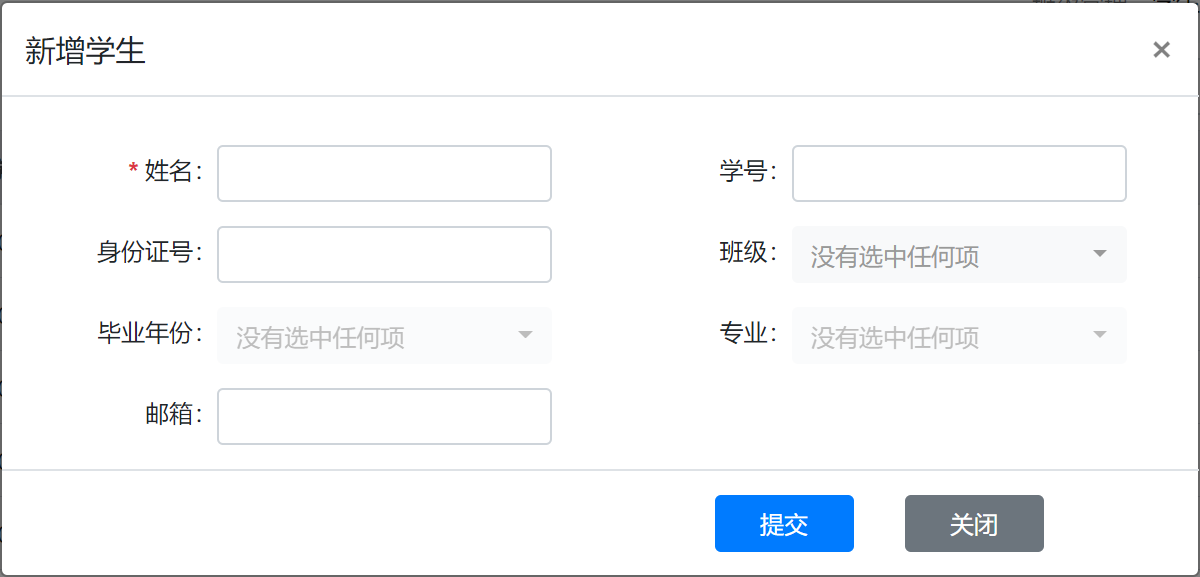 新增学生 ×
* 姓名： 学号：
身份证号： 班级： 没有选中任何项
毕业年份： 没有选中任何项 专业： 没有选中任何项
邮箱：
提交 关闭